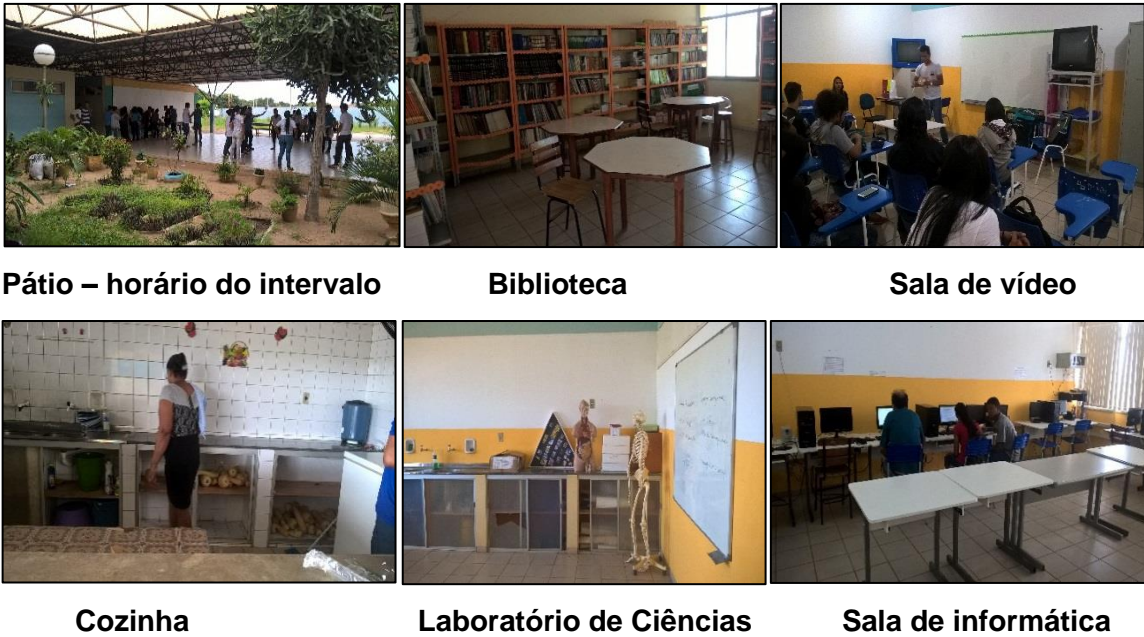 Pátio – horário do intervalo Biblioteca Sala de vídeo
Cozinha Laboratório de Ciências Sala de informática